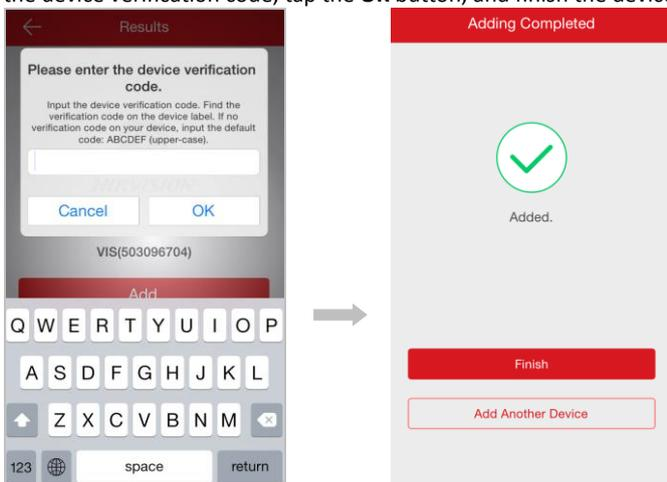 the device verification code, tap the OK button, and finish the device
Results
Please enter the device verification
code.
Input the device verification code. Find the
verification code on the device label. If no
verification code on your device, input the default
code: ABCDEF (upper-case).
HIKVISION
Cancel OK
VIS(503096704)
Add
Q W E R T Y U I O P
A S D F G H J K L
Z X C V B N M
123 space return
Adding Completed
Added.
Finish
Add Another Device